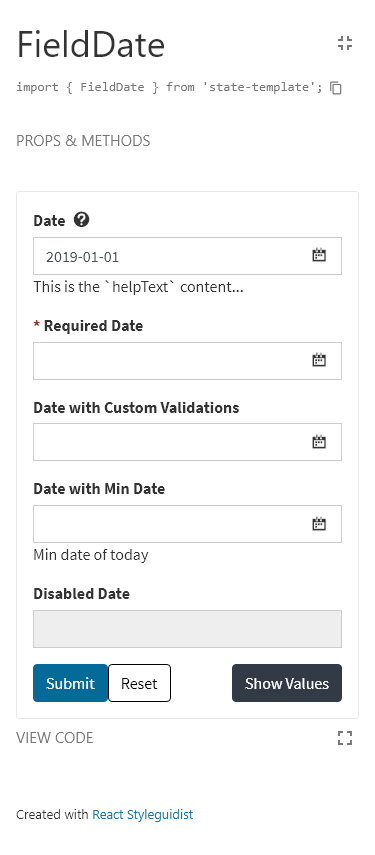 FieldDate
import { FieldDate } from 'state-template';
PROPS & METHODS
Date
2019-01-01
This is the `helpText` content...
* Required Date
Date with Custom Validations
Date with Min Date
Min date of today
Disabled Date
Submit Reset Show Values
VIEW CODE
Created with React Styleguidist